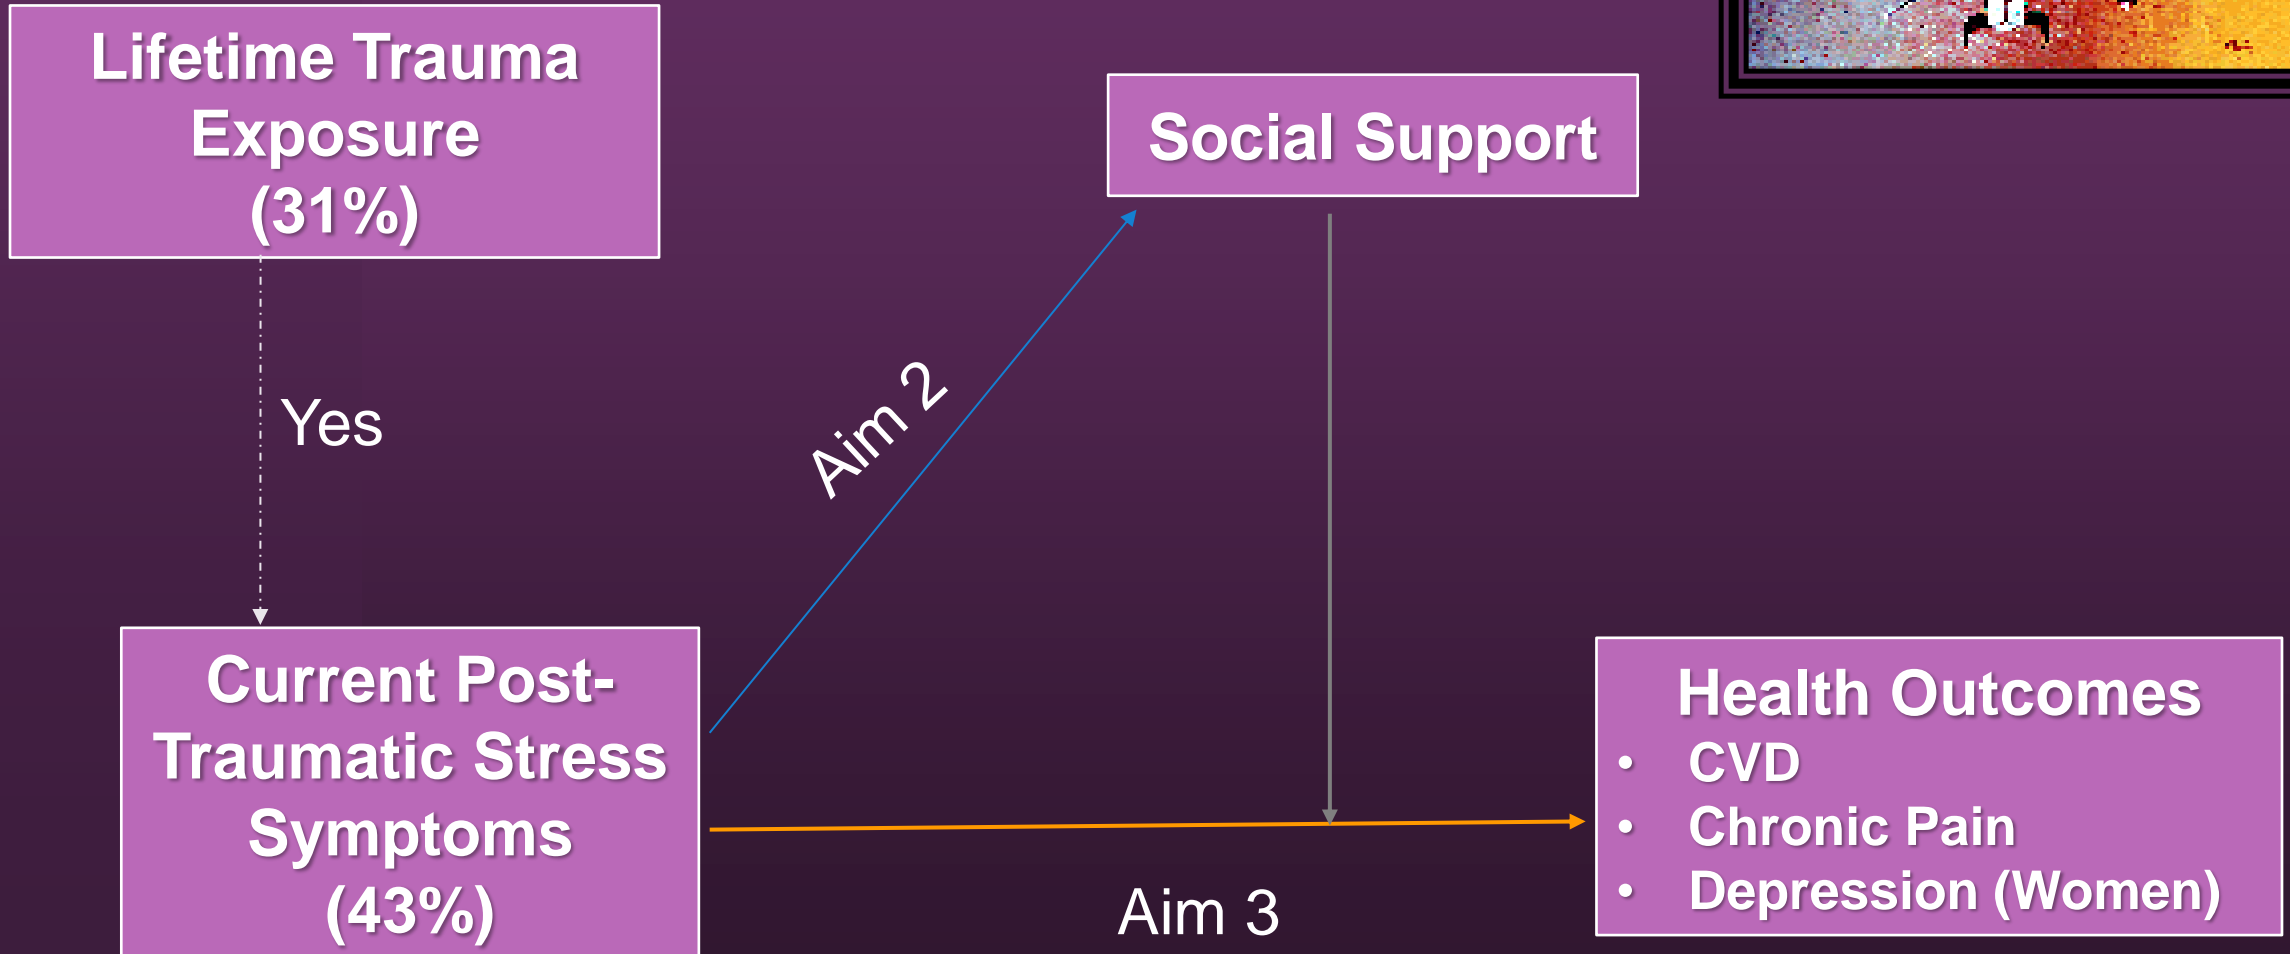 Lifetime Trauma
Exposure
(31%)
Social Support
Yes
Aim 2
Current Post-
Traumatic Stress
Symptoms
(43%)
Health Outcomes
• CVD
• Chronic Pain
• Depression (Women)
Aim 3